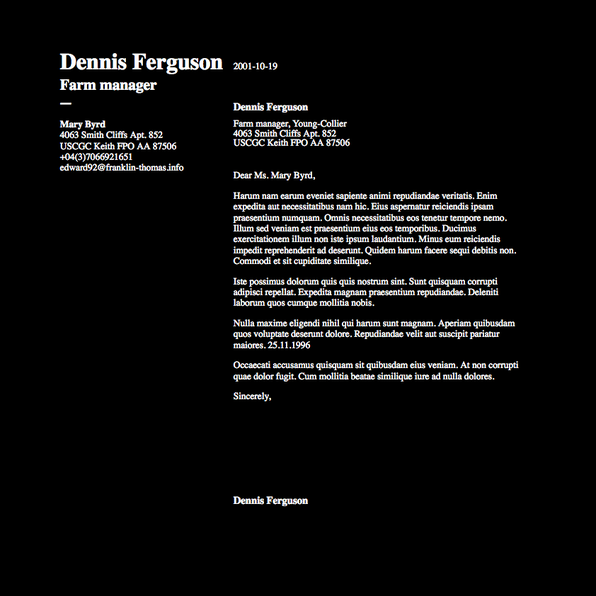 Dennis Ferguson
Farm manager
Mary Byrd
4063 Smith Cliffs Apt. 852
USCGC Keith FPO AA 87506
+04(3)7066921651
edward92@franklin-thomas.info
2001-10-19
Dennis Ferguson
Farm manager, Young-Collier
4063 Smith Cliffs Apt. 852
USCGC Keith FPO AA 87506
Dear Ms. Mary Byrd,
Harum nam earum eveniet sapiente animi repudiandae veritatis. Enim
expedita aut necessitatibus nam hic. Eius aspernatur reiciendis ipsam
praesentium numquam. Omnis necessitatibus eos tenetur tempore nemo.
Illum sed veniam est praesentium eius eos temporibus. Ducimus
exercitationem illum non iste ipsum laudantium. Minus eum reiciendis
impedit reprehenderit ad deserunt. Quidem harum facere sequi debitis non.
Commodi et sit cupiditate similique.
Iste possimus dolorum quis quis nostrum sint. Sunt quisquam corrupti
adipisci repellat. Expedita magnam praesentium repudiandae. Deleniti
laborum quos cumque mollitia nobis.
Nulla maxime eligendi nihil qui harum sunt magnam. Aperiam quibusdam
quos voluptate deserunt dolore. Repudiandae velit aut suscipit pariatur
maiores. 25.11.1996
Occaecati accusamus quisquam sit quibusdam eius veniam. At non corrupti
quae dolor fugit. Cum mollitia beatae similique iure ad nulla dolores.
Sincerely,
Dennis Ferguson